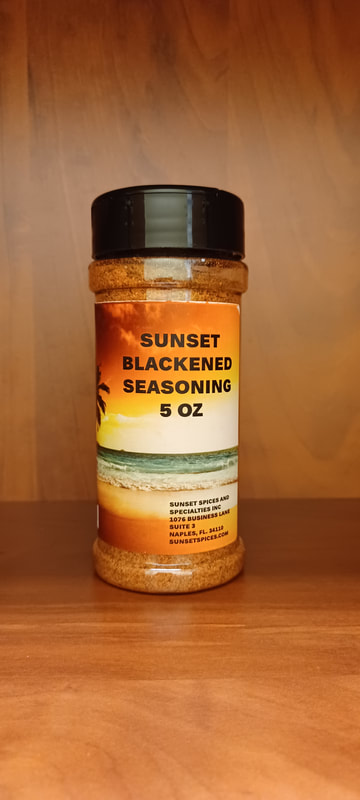 SUNSET
BLACKENED
SEASONING
5 OZ
SUNSET SPICES AND
SPECIALTIES INC
1076 BUSINESS LANE
SUITE 3
NAPLES, FL. 34110
SUNSETSPICES.COM